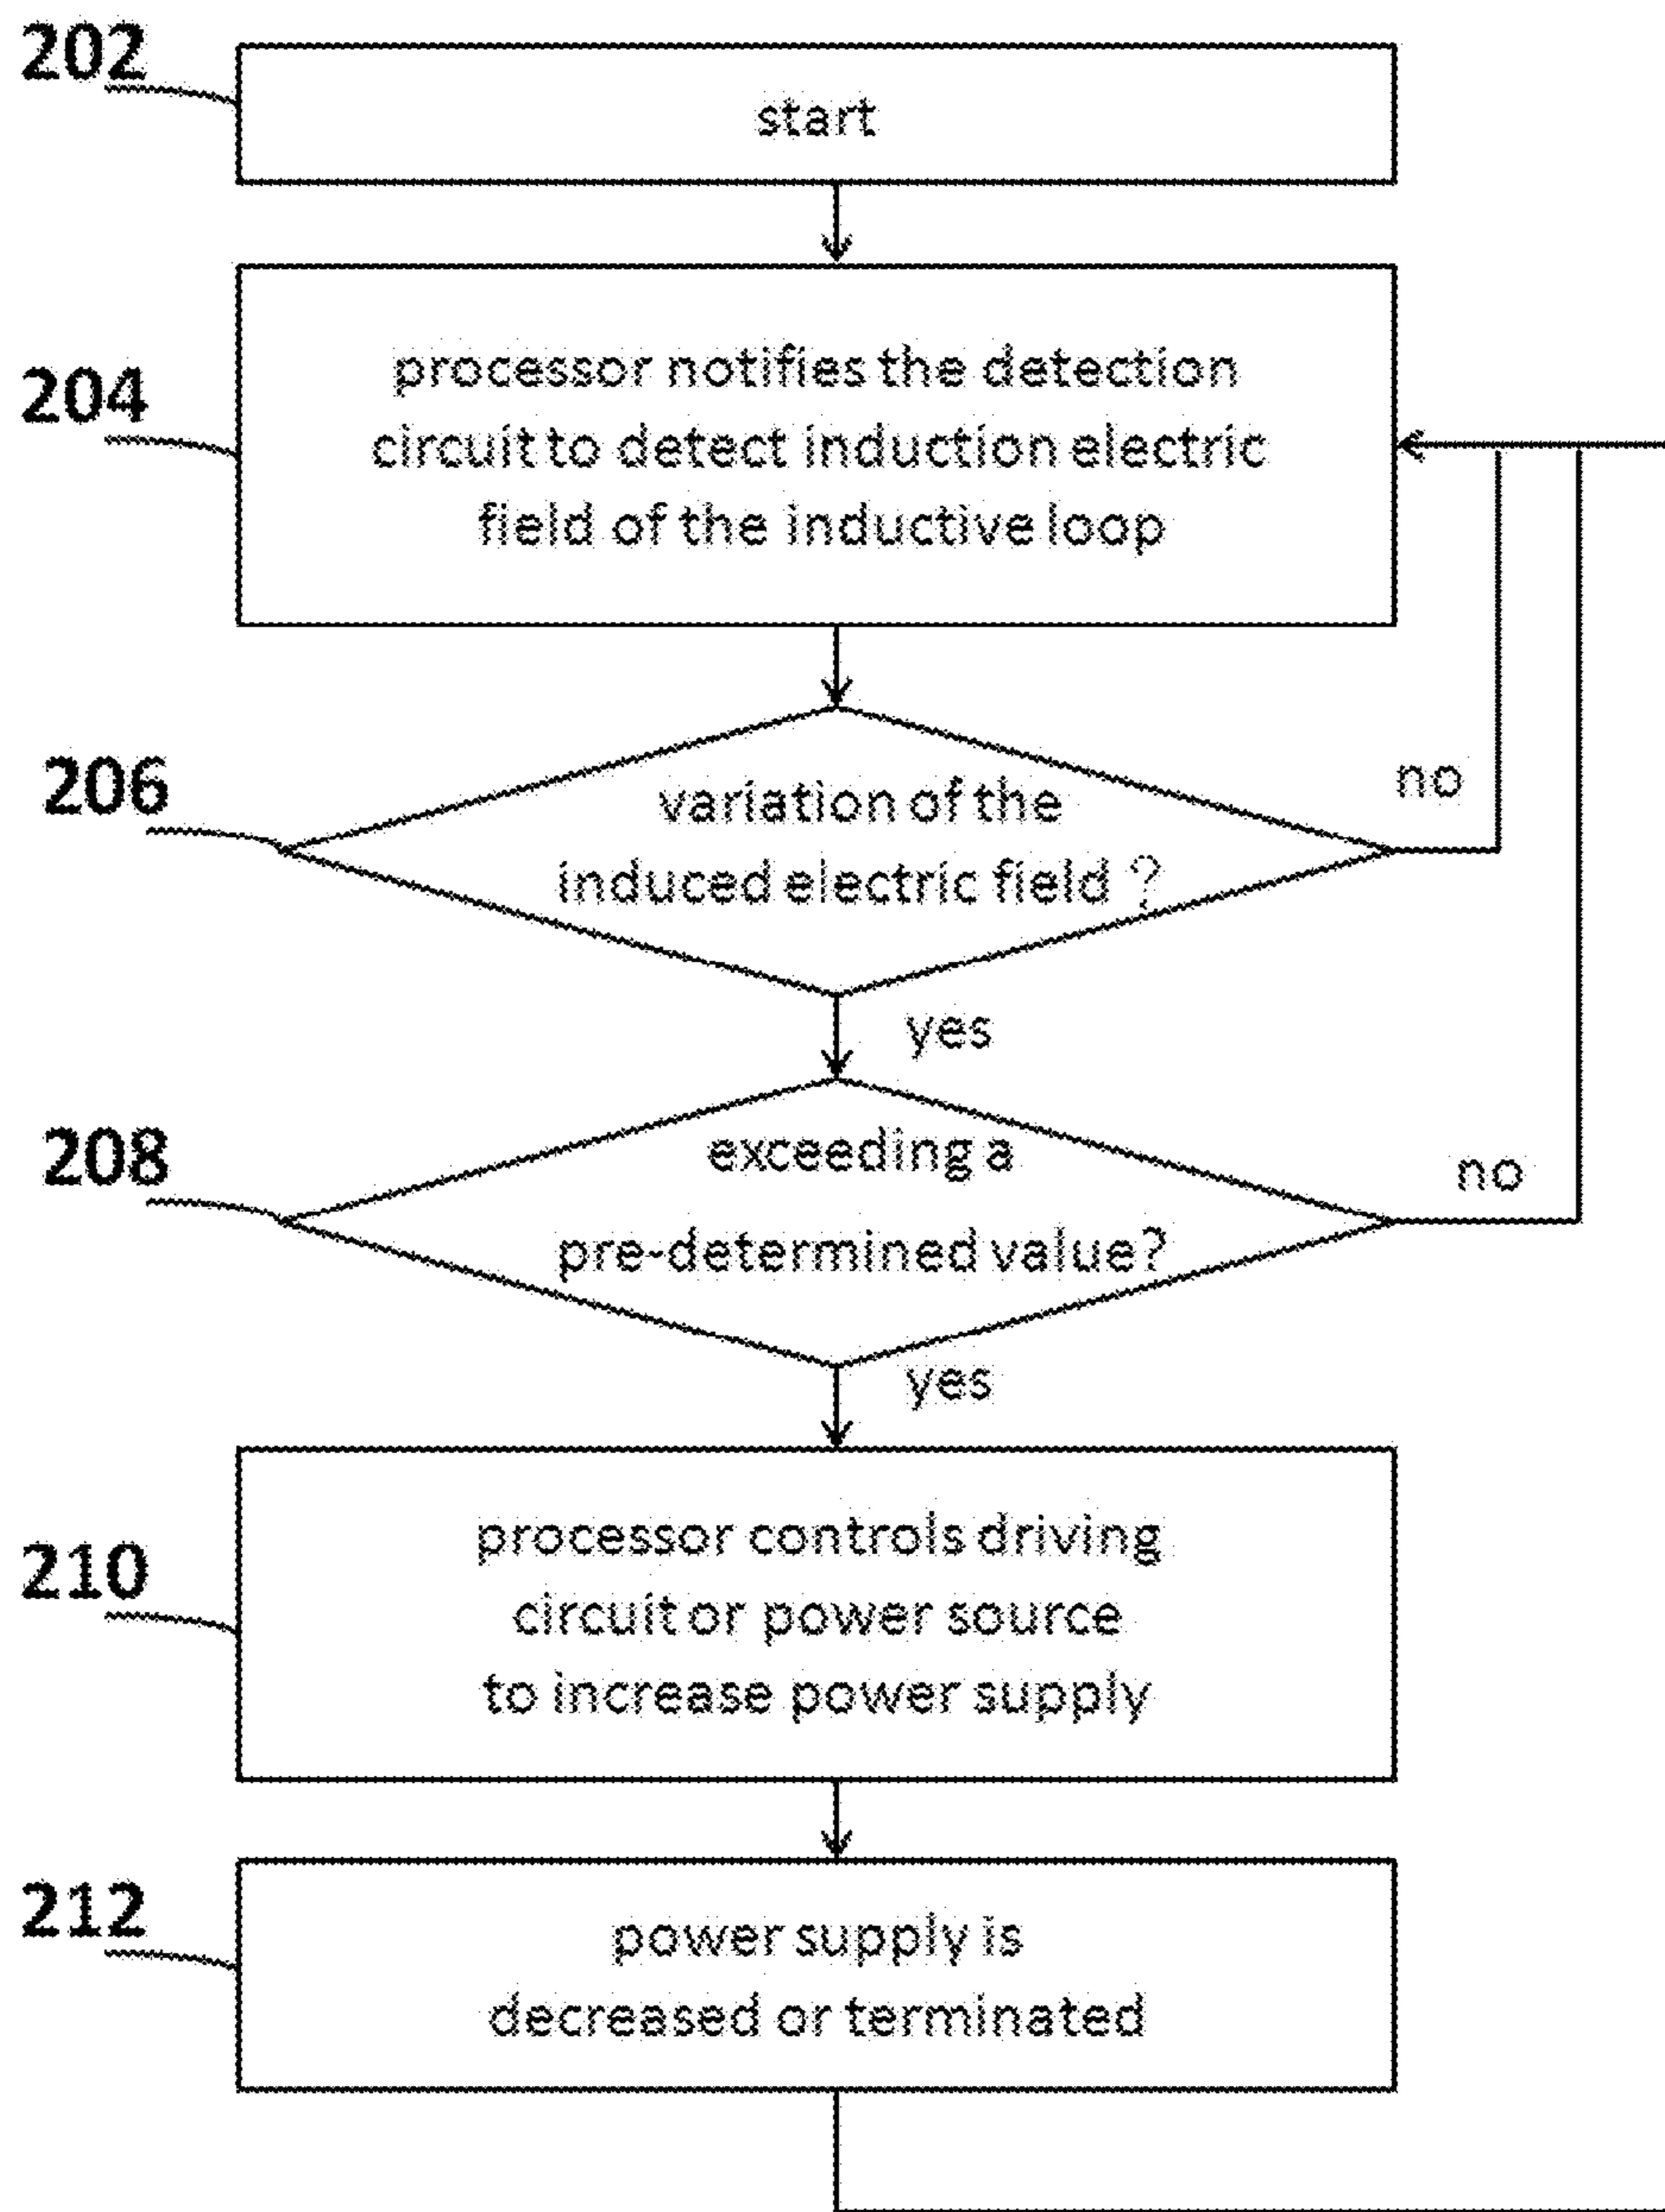 202
start
204
processor notifies the detection
circuit to detect induction electric
field of the inductive loop
206
variation of the
induced electric field ?
no
yes
208
exceeding a
pre-determined value?
no
yes
210
processor controls driving
circuit or power source
to increase power supply
212
power supply is
decreased or terminated